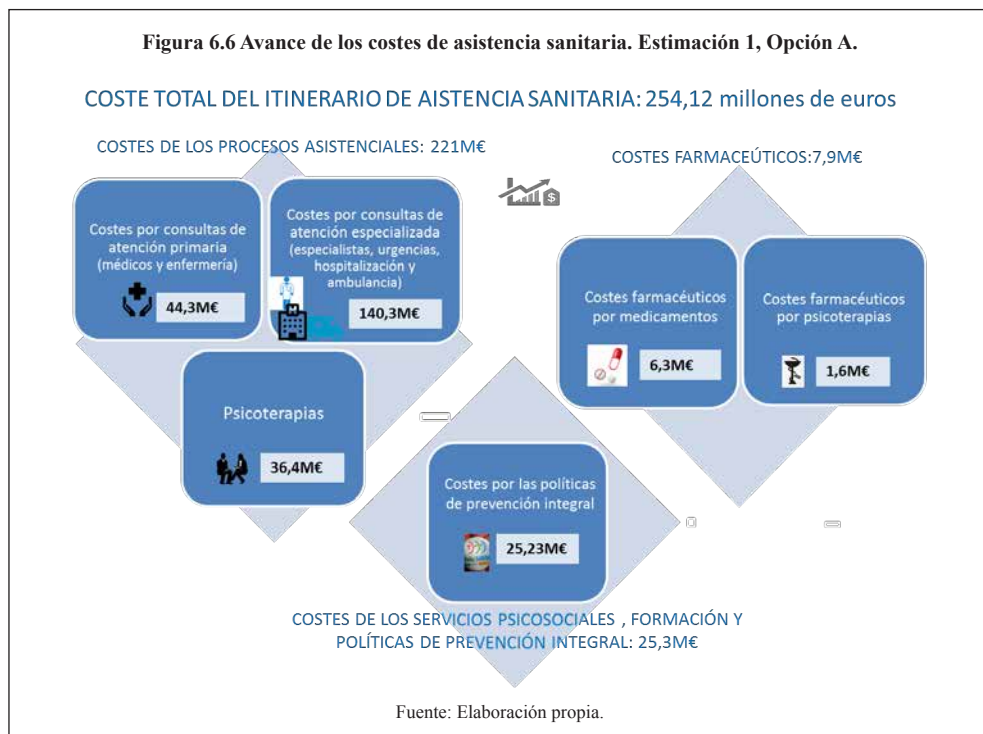 Figura 6.6 Avance de los costes de asistencia sanitaria. Estimación 1, Opción A.
COSTE TOTAL DEL ITINERARIO DE AISTENCIA SANITARIA: 254,12 millones de euros
COSTES DE LOS PROCESOS ASISTENCIALES: 221M€
Costes por consultas de
atención primaria
(médicos y enfermería)
44,3M€
Costes por consultas de
atención especializada
(especialistas, urgencias,
hospitalización y
ambulancia)
140,3M€
Psicoterapias
36,4M€
COSTES FARMACEÚTICOS:7,9M€
Costes farmacéuticos
por medicamentos
6,3M€
Costes farmacéuticos
por psicoterapias
1,6M€
Costes por las políticas
de prevención integral
25,23M€
COSTES DE LOS SERVICIOS PSICOSOCIALES , FORMACIÓN Y
POLÍTICAS DE PREVENCIÓN INTEGRAL: 25,3M€
Fuente: Elaboración propia.